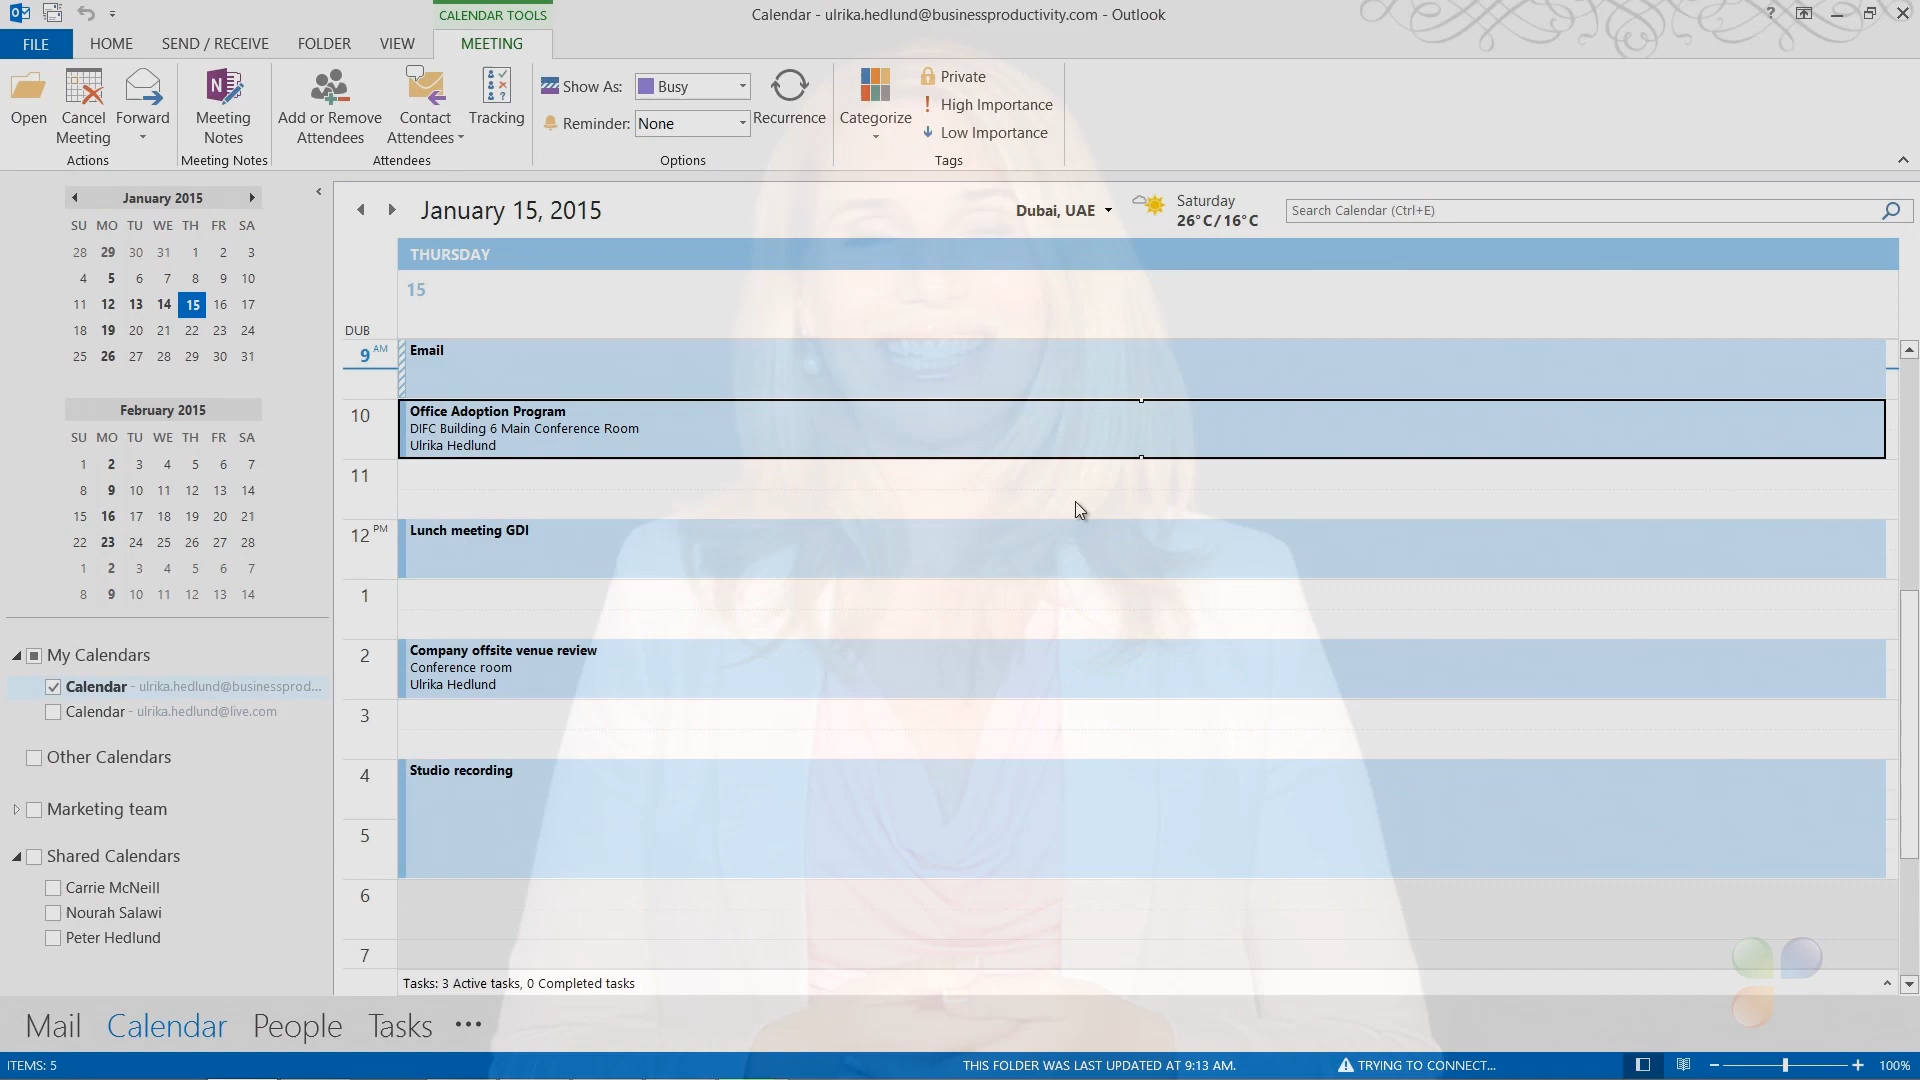 CALENDAR TOOLS
Calendar - ulrika.hedlund@businessproductivity.com - Outlook
FILE HOME SEND / RECEIVE FOLDER VIEW MEETING
Open
Cancel Meeting
Forward
Actions
Meeting Notes
Meeting Notes
Add or Remove Attendees
Contact Attendees
Tracking
Attendees
Show As: Busy
Reminder: None
Recurrence
Options
Categorize
Private
High Importance
Low Importance
Tags
January 2015
SU MO TU WE TH FR SA
28 29 30 31 1 2 3
4 5 6 7 8 9 10
11 12 13 14 15 16 17
18 19 20 21 22 23 24
25 26 27 28 29 30 31
February 2015
SU MO TU WE TH FR SA
1 2 3 4 5 6 7
8 9 10 11 12 13 14
15 16 17 18 19 20 21
22 23 24 25 26 27 28
1 2 3 4 5 6 7
8 9 10 11 12 13 14
My Calendars
Calendar - ulrika.hedlund@businessprod...
Calendar - ulrika.hedlund@live.com
Other Calendars
Marketing team
Shared Calendars
Carrie McNeill
Nourah Salawi
Peter Hedlund
January 15, 2015
Dubai, UAE
Saturday
26°C/16°C
Search Calendar (Ctrl+E)
THURSDAY
15
DUB
9 AM
Email
10
Office Adoption Program
DIFC Building 6 Main Conference Room
Ulrika Hedlund
11
12 PM
Lunch meeting GDI
1
2
Company offsite venue review
Conference room
Ulrika Hedlund
3
4
Studio recording
5
6
7
Tasks: 3 Active tasks, 0 Completed tasks
Mail Calendar People Tasks ...
ITEMS: 5
THIS FOLDER WAS LAST UPDATED AT 9:13 AM.
TRYING TO CONNECT...
100%